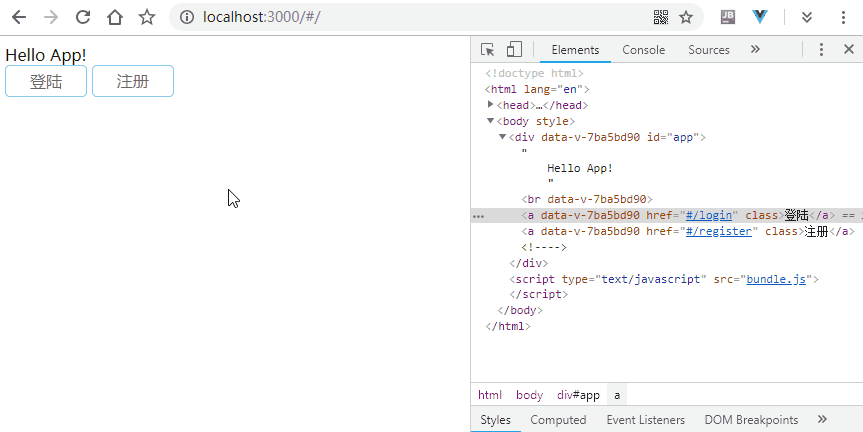 localhost:3000/#/
JB
Hello App!
登陆 注册
Elements Console Sources »
<!doctype html>
<html lang="en">
<head>…</head>
<body style>
<div data-v-7ba5bd90 id="app">
"
Hello App!
"
<br data-v-7ba5bd90>
… <a data-v-7ba5bd90 href="#/login" class>登陆</a> ==
<a data-v-7ba5bd90 href="#/register" class>注册</a>
<!---->
</div>
<script type="text/javascript" src="bundle.js">
</script>
</body>
</html>
html body div#app a
Styles Computed Event Listeners DOM Breakpoints »